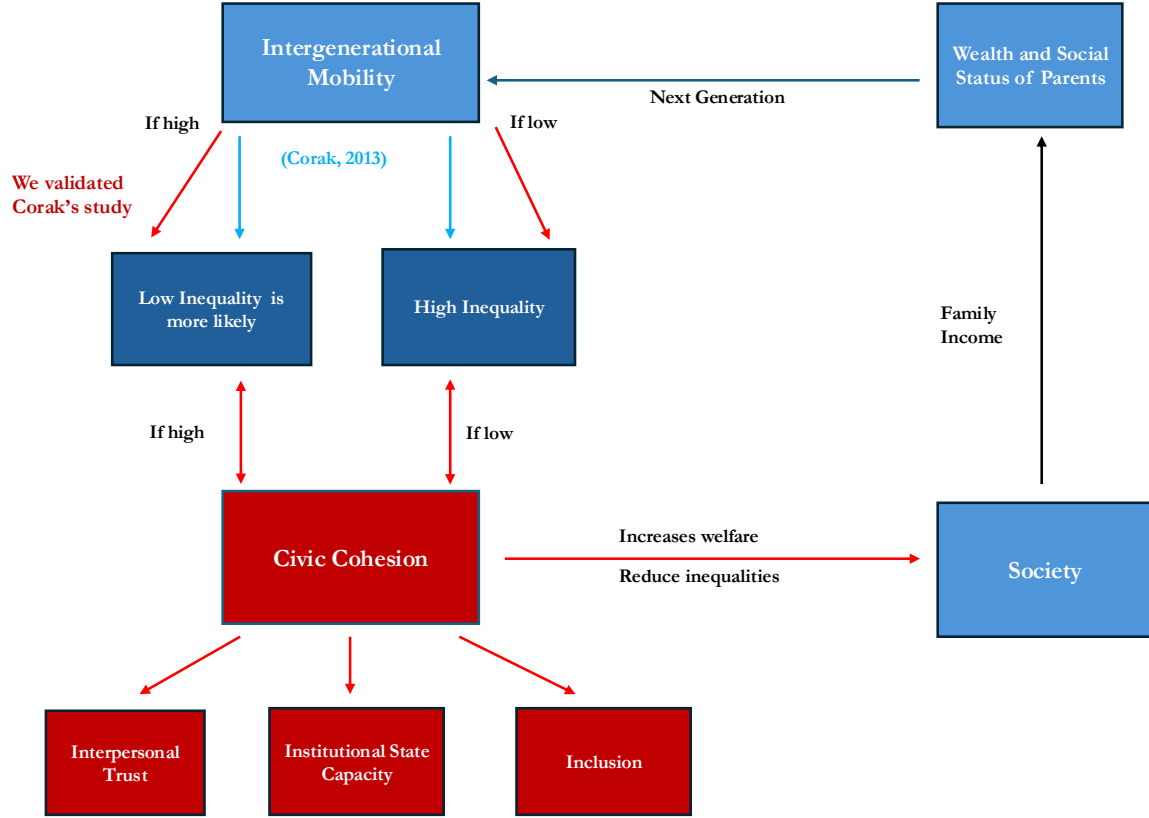 Intergenerational
Mobility
Wealth and Social
Status of Parents
Next Generation
If high
If low
(Corak, 2013)
We validated
Corak's study
Low Inequality is
more likely
High Inequality
Family
Income
If high
If low
Civic Cohesion
Increases welfare
Reduce inequalities
Society
Interpersonal
Trust
Institutional State
Capacity
Inclusion